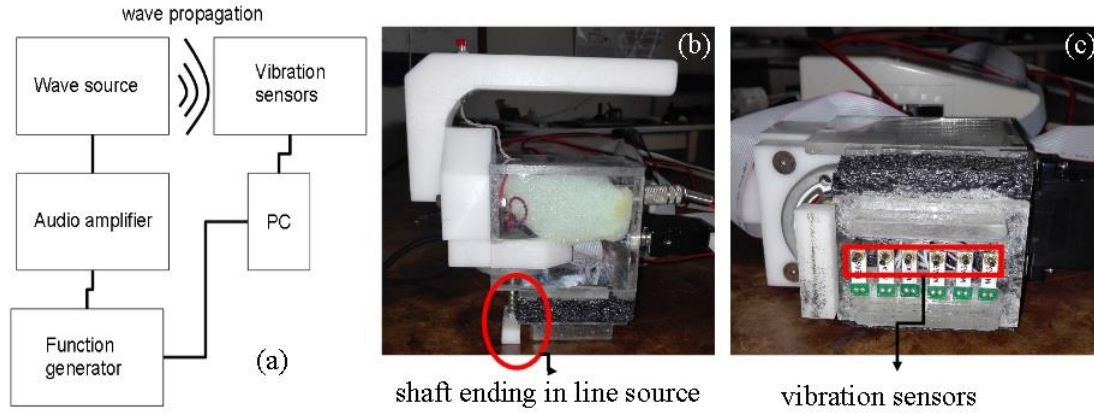 wave propagation
Wave source
Vibration
sensors
Audio amplifier
PC
Function
generator
(a)
(b)
shaft ending in line source
(c)
vibration sensors